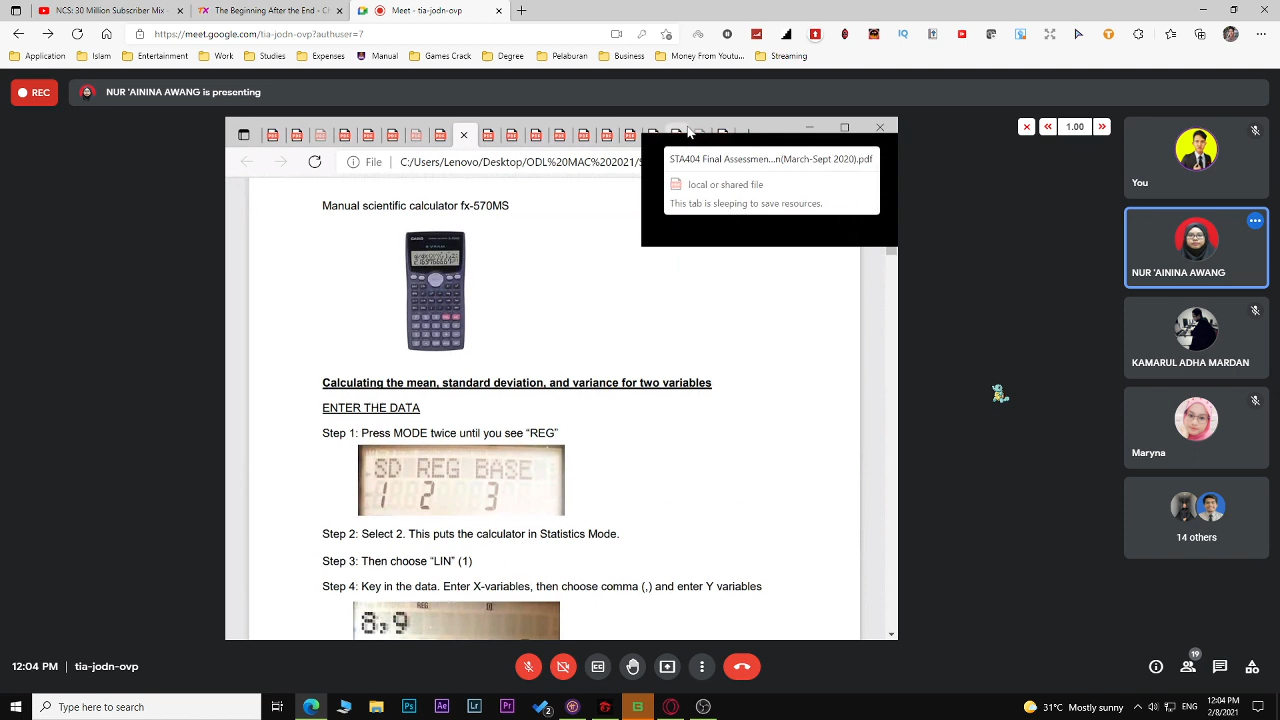 NCS: 30 Million Subscriber Mix
The Beginning After the End - Ch
Meet - tia-jodn-ovp
https://meet.google.com/tia-jodn-ovp?authuser=7
Application
Islam
Entertainment
Work
Studies
Expenses
Manual
Games Crack
Pelaburan
Business
Money From Youtu...
Streaming
REC
NUR 'AININA AWANG is presenting
File
C:/Users/Lenovo/Desktop/ODL%20MAC%202021/S
STA404 Final Assessmen...n(March-Sept 2020).pdf
local or shared file
This tab is sleeping to save resources.
1.00
Manual scientific calculator fx-570MS
Calculating the mean, standard deviation, and variance for two variables
ENTER THE DATA
Step 1: Press MODE twice until you see “REG”
SD REG BASE
1 2 3
Step 2: Select 2. This puts the calculator in Statistics Mode.
Step 3: Then choose “LIN” (1)
Step 4: Key in the data. Enter X-variables, then choose comma (,) and enter Y variables
REG
8,9
You
NUR 'AININA AWANG
KAMARUL ADHA MARDAN
Maryna
14 others
12:04 PM
tia-jodn-ovp
19
Type here to search
Ps
Ae
Lr
Pr
2
31°C Mostly sunny
12:04 PM
2/8/2021